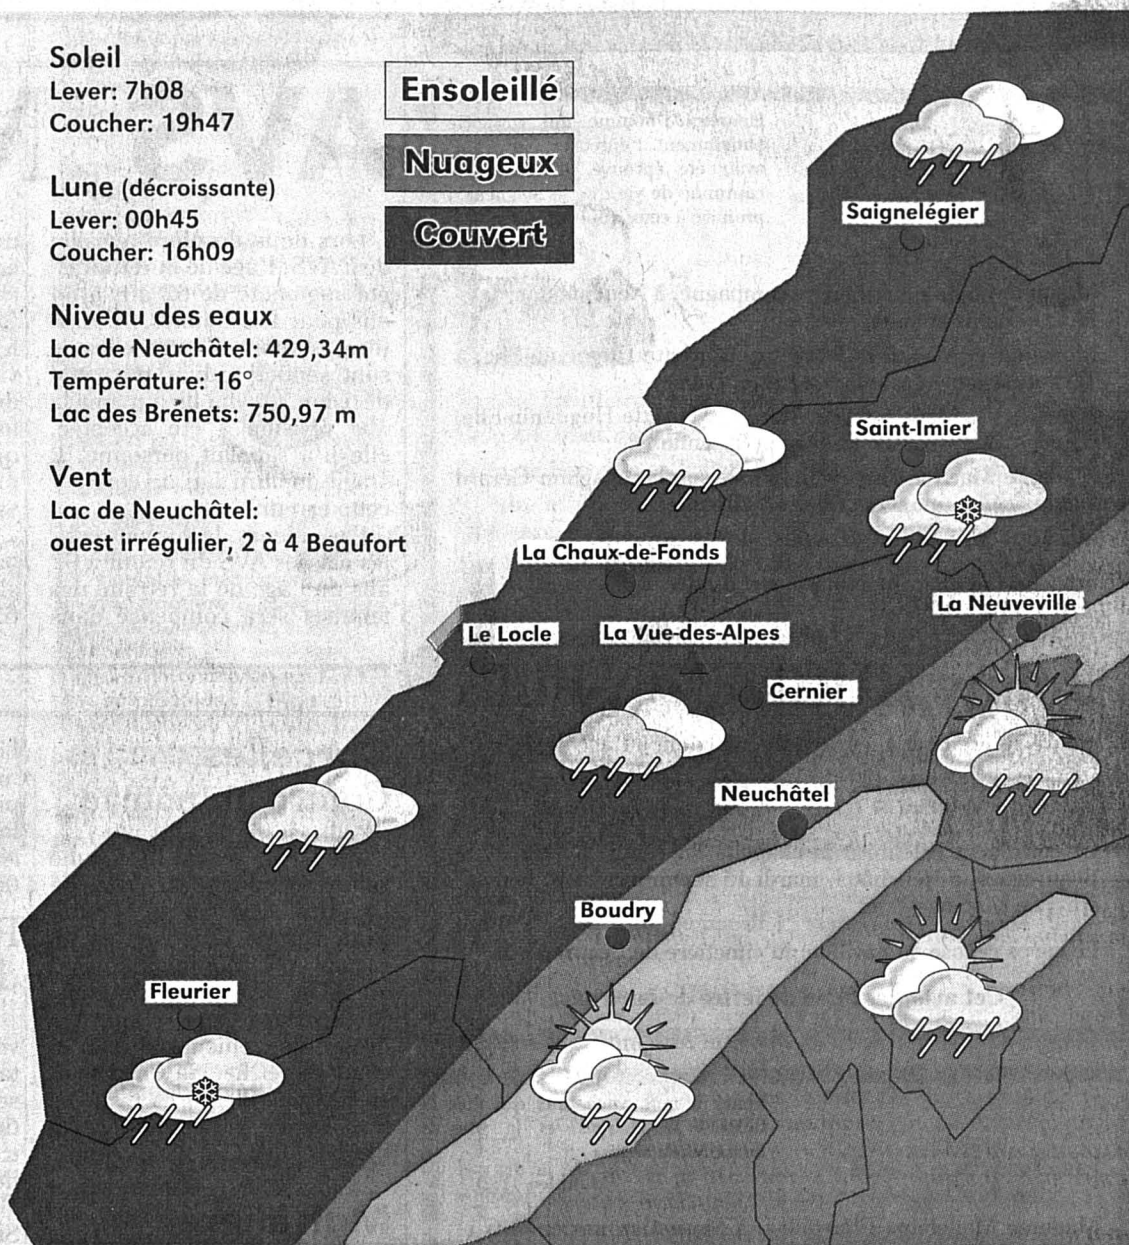 Soleil
Lever: 7h08
Coucher: 19h47
Lune (décroissante)
Lever: 00h45
Coucher: 16h09
Niveau des eaux
Lac de Neuchâtel: 429,34m
Température: 16°
Lac des Brenets: 750,97 m
Vent
Lac de Neuchâtel:
ouest irrégulier, 2 à 4 Beaufort
Ensoleillé
Nuageux
Couvert
Saignelégier
Saint-Imier
La Chaux-de-Fonds
La Neuveville
Le Locle
La Vue-des-Alpes
Cernier
Neuchâtel
Boudry
Fleurier